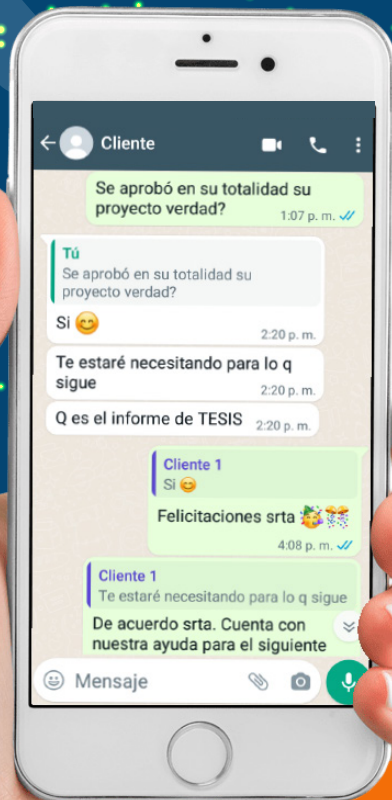 Cliente
Se aprobó en su totalidad su
proyecto verdad?
1:07 p. m.
Tú
Se aprobó en su totalidad su
proyecto verdad?
Si 😊
2:20 p. m.
Te estaré necesitando para lo q
sigue
2:20 p. m.
Q es el informe de TESIS
2:20 p. m.
Cliente 1
Si 😊
Felicitaciones srta 🥳🎊
4:08 p. m.
Cliente 1
Te estaré necesitando para lo q sigue
De acuerdo srta. Cuenta con
nuestra ayuda para el siguiente
Mensaje